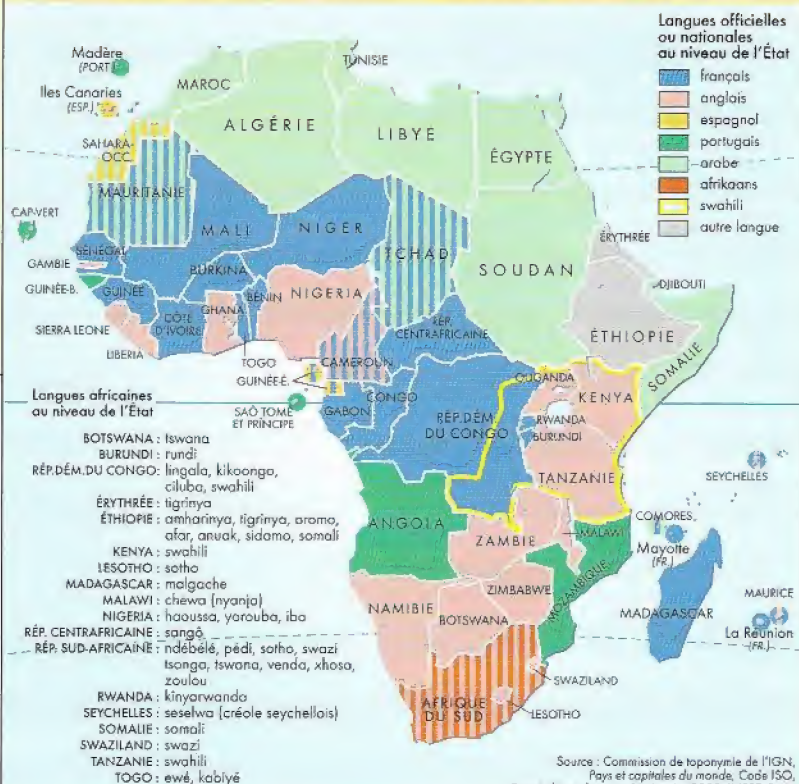 Langues officielles
ou nationales
au niveau de l'État
français
anglais
espagnol
portugais
arabe
afrikaans
swahili
autre langue
Madère
(PORT.)
Iles Canaries
(ESP.)
MAROC
TUNISIE
ALGÉRIE
LIBYE
ÉGYPTE
SAHARA-
OCC.
MAURITANIE
CAP-VERT
MALI
NIGER
TCHAD
SOUDAN
ÉRYTHRÉE
DJIBOUTI
SÉNÉGAL
GAMBIE
GUINÉE-B.
GUINÉE
BURKINA
BÉNIN
NIGERIA
GHANA
CÔTE
D'IVOIRE
SIERRA LEONE
LIBERIA
TOGO
GUINÉE-É.
CAMEROUN
RÉP.
CENTRAFRICAINE
ÉTHIOPIE
SOMALIE
SAÕ TOMÉ
ET PRÍNCIPE
GABON
CONGO
RÉP. DÉM.
DU CONGO
OUGANDA
KENYA
RWANDA
BURUNDI
TANZANIE
SEYCHELLES
COMORES
Mayotte
(FR.)
ANGOLA
ZAMBIE
MALAWI
MOZAMBIQUE
ZIMBABWE
NAMIBIE
BOTSWANA
MADAGASCAR
MAURICE
La Réunion
(FR.)
SWAZILAND
AFRIQUE
DU SUD
LESOTHO
Langues africaines
au niveau de l'État
BOTSWANA : tswana
BURUNDI : rundi
RÉP.DÉM.DU CONGO : lingala, kikoongo,
ciluba, swahili
ÉRYTHRÉE : tigrinya
ÉTHIOPIE : amharinya, tigrinya, oromo,
afar, anuak, sidamo, somali
KENYA : swahili
LESOTHO : sotho
MADAGASCAR : malgache
MALAWI : chewa (nyanja)
NIGERIA : haoussa, yorouba, ibo
RÉP. CENTRAFRICAINE : sangô
RÉP. SUD-AFRICAINE : ndébélé, pédi, sotho, swazi
tsonga, tswana, venda, xhosa,
zoulou
RWANDA : kinyarwanda
SEYCHELLES : seselwa (créole seychellois)
SOMALIE : somali
SWAZILAND : swazi
TANZANIE : swahili
TOGO : ewé, kabiyé
Source : Commission de toponymie de l'IGN,
Pays et capitales du monde, Code ISO,